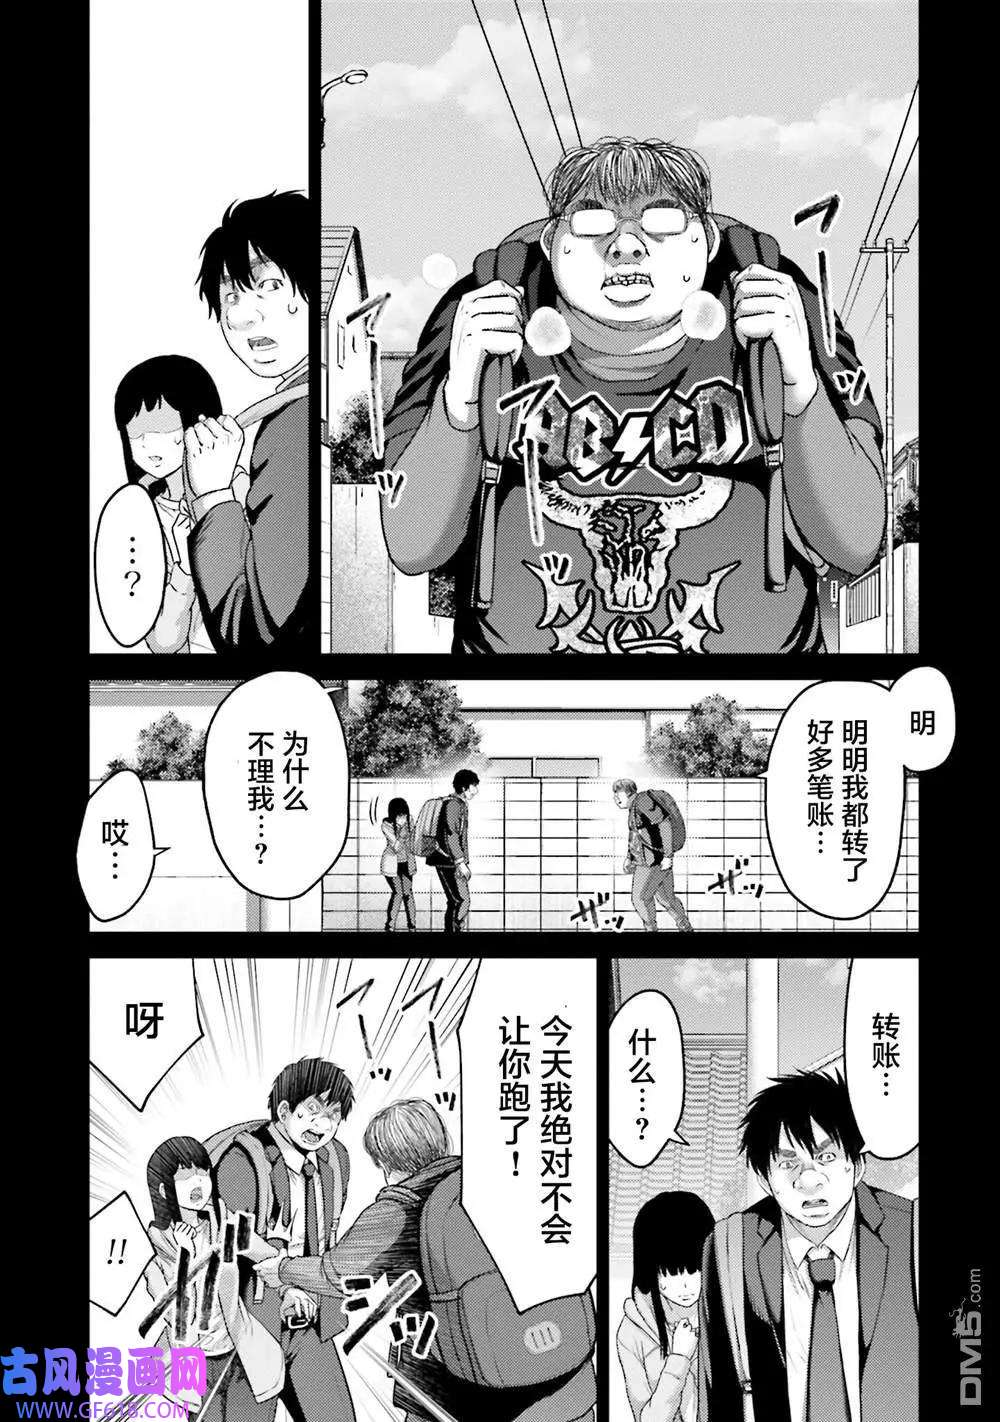 AB⚡CD
…?
明
明明我都转了
好多笔账…
为什么
不理我…?
哎…
转账…
什么…?
今天我绝对不会
让你跑了!
呀
!!
古风漫画网
WWW.GF618.COM
DM5.com